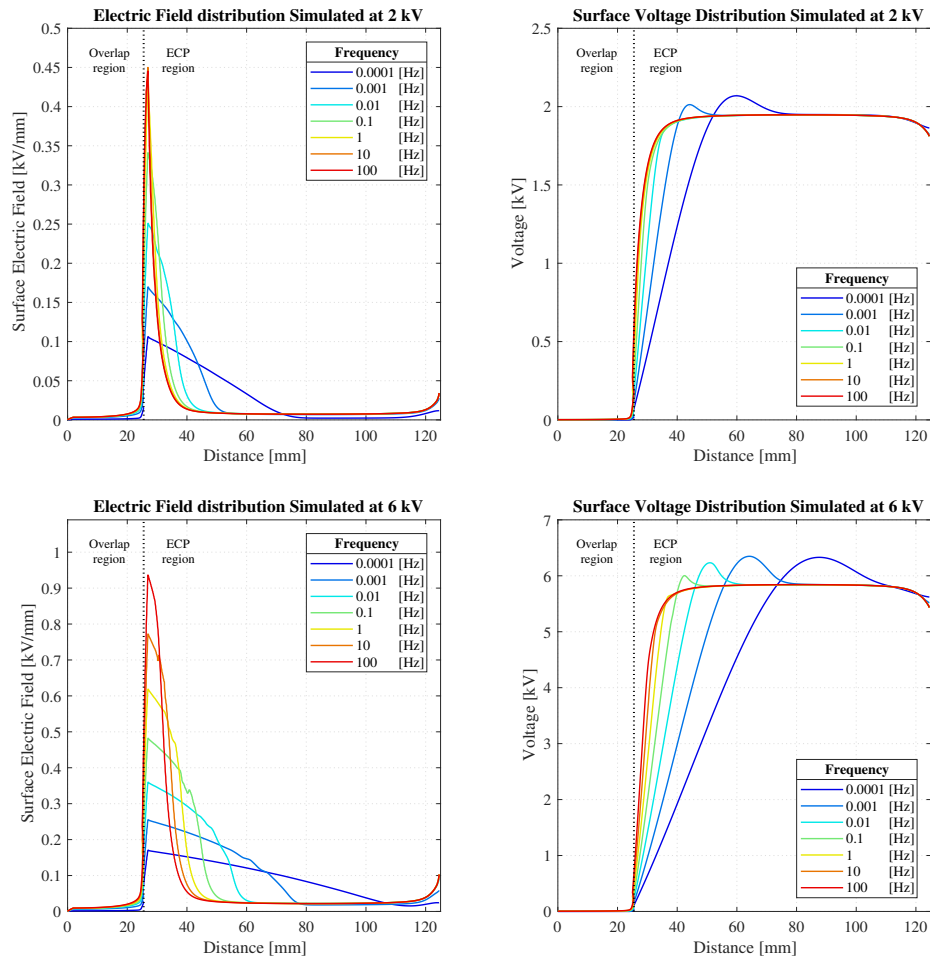 Electric Field distribution Simulated at 2 kV
Overlap region
ECP region
Frequency
0.0001 [Hz]
0.001 [Hz]
0.01 [Hz]
0.1 [Hz]
1 [Hz]
10 [Hz]
100 [Hz]
Surface Electric Field [kV/mm]
0.45
0.4
0.35
0.3
0.25
0.2
0.15
0.1
0.05
0
0 20 40 60 80 100 120
Distance [mm]
Surface Voltage Distribution Simulated at 2 kV
Overlap region
ECP region
Voltage [kV]
2.5
2
1.5
1
0.5
0
Frequency
0.0001 [Hz]
0.001 [Hz]
0.01 [Hz]
0.1 [Hz]
1 [Hz]
10 [Hz]
100 [Hz]
0 20 40 60 80 100 120
Distance [mm]
Electric Field distribution Simulated at 6 kV
Overlap region
ECP region
Frequency
0.0001 [Hz]
0.001 [Hz]
0.01 [Hz]
0.1 [Hz]
1 [Hz]
10 [Hz]
100 [Hz]
Surface Electric Field [kV/mm]
1
0.9
0.8
0.7
0.6
0.5
0.4
0.3
0.2
0.1
0
0 20 40 60 80 100 120
Distance [mm]
Surface Voltage Distribution Simulated at 6 kV
Overlap region
ECP region
Voltage [kV]
7
6
5
4
3
2
1
0
Frequency
0.0001 [Hz]
0.001 [Hz]
0.01 [Hz]
0.1 [Hz]
1 [Hz]
10 [Hz]
100 [Hz]
0 20 40 60 80 100 120
Distance [mm]